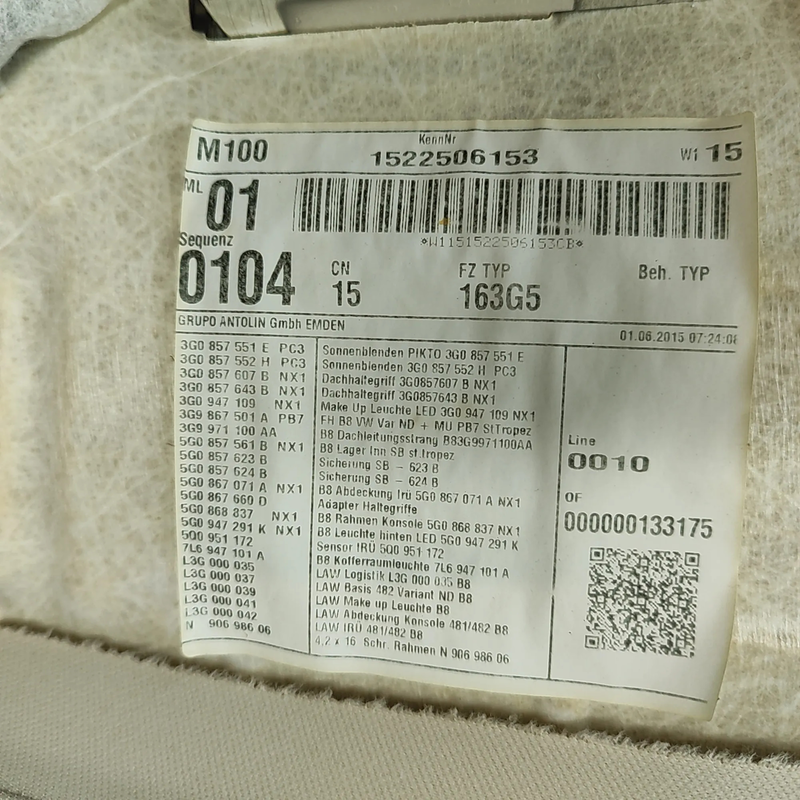 M100
KennNr
1522506153
W1 15
ML 01
*W1151522506153CB*
Sequenz
0104
CN
15
FZ TYP
163G5
Beh. TYP
GRUPO ANTOLIN GmbH EMDEN
01.06.2015 07:24:08
3G0 857 551 E PC3
3G0 857 552 H PC3
3G0 857 607 B NX1
3G0 857 643 B NX1
3G0 947 109 NX1
3G9 867 501 A PB7
3G9 971 100 AA
5G0 857 561 B NX1
5G0 857 623 B
5G0 857 624 B
5G0 867 071 A NX1
5G0 867 660 D
5G0 868 837 NX1
5G0 947 291 K NX1
5Q0 951 172
7L6 947 101 A
L3G 000 035
L3G 000 037
L3G 000 039
L3G 000 041
L3G 000 042
N 906 986 06
Sonnenblenden PIKTO 3G0 857 551 E
Sonnenblenden 3G0 857 552 H PC3
Dachhaltegriff 3G0857607 B NX1
Dachhaltegriff 3G0857643 B NX1
Make Up Leuchte LED 3G0 947 109 NX1
FH B8 VW Var ND + MU PB7 StTropez
B8 Dachleitungsstrang B83G9971100AA
B8 Lager Inn SB st.tropez
Sicherung SB - 623 B
Sicherung SB - 624 B
B8 Abdeckung Irü 5G0 867 071 A NX1
Adapter Haltegriffe
B8 Rahmen Konsole 5G0 868 837 NX1
B8 Leuchte hinten LED 5G0 947 291 K
Sensor IRÜ 5Q0 951 172
B8 Kofferraumleuchte 7L6 947 101 A
LAW Logistik L3G 000 035 B8
LAW Basis 482 Variant ND B8
LAW Make up Leuchte B8
LAW Abdeckung Konsole 481/482 B8
LAW IRÜ 481/482 B8
4,2 x 16 Schr. Rahmen N 906 986 06
Line
0010
OF
000000133175